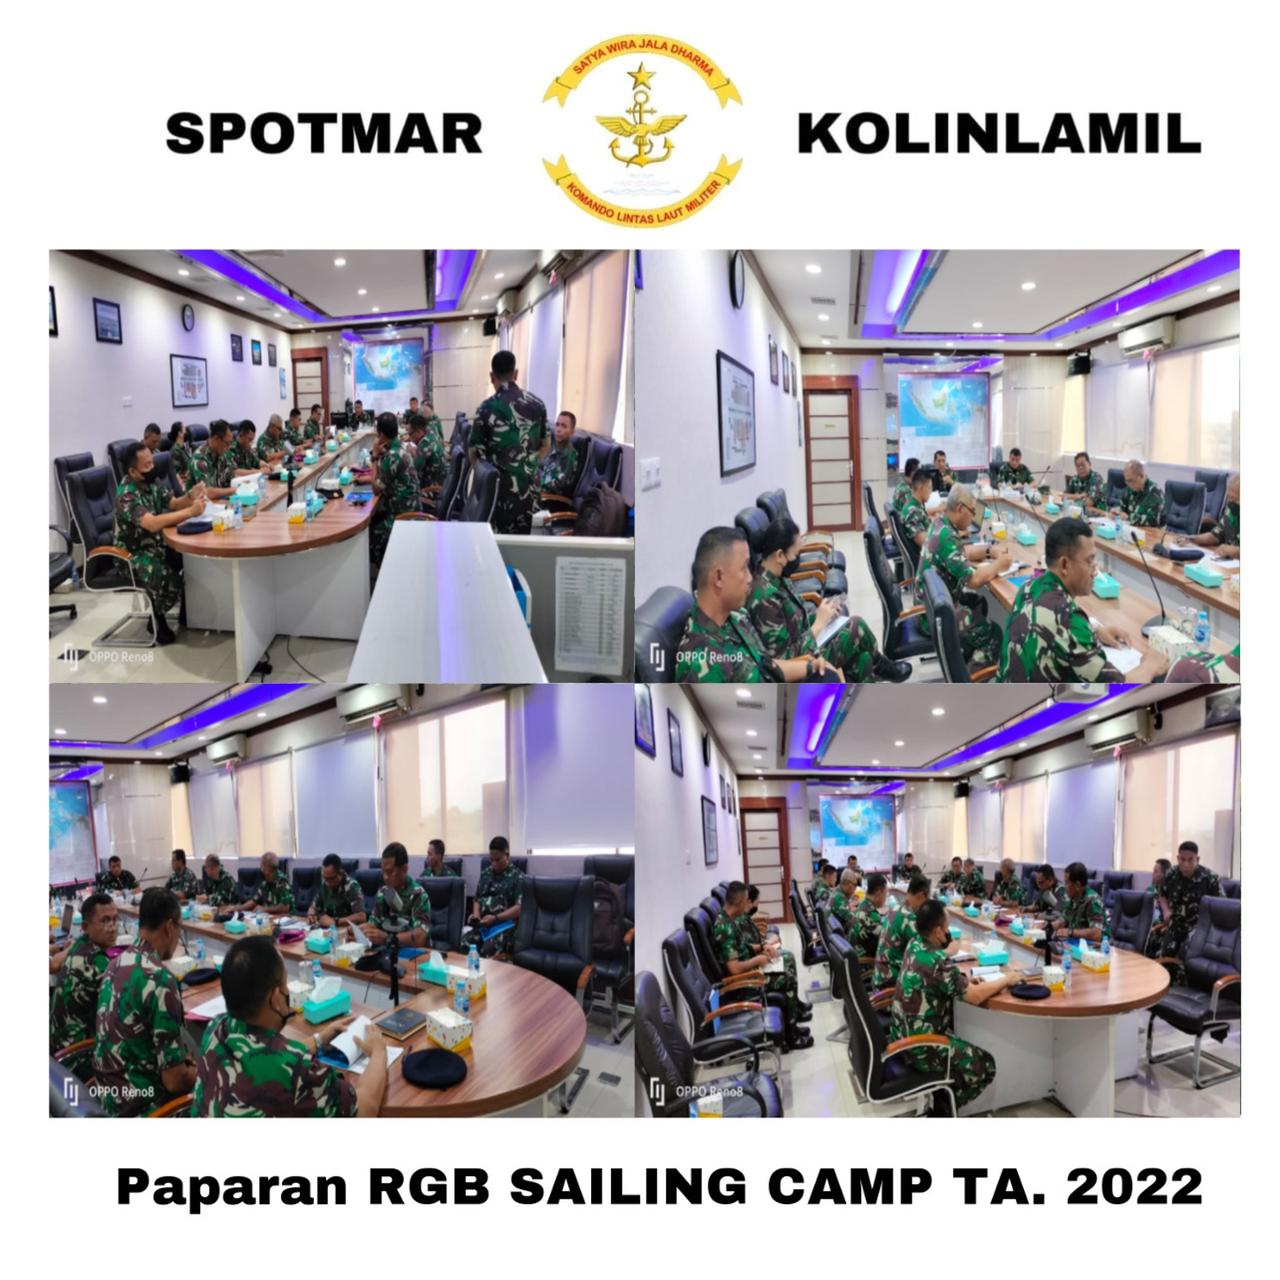 SPOTMAR
SATYA WIRA JALA DHARMA
KOMANDO LINTAS LAUT MILITER
KOLINLAMIL
OPPO Reno8
OPPO Reno8
OPPO Reno8
OPPO Reno8
Paparan RGB SAILING CAMP TA. 2022